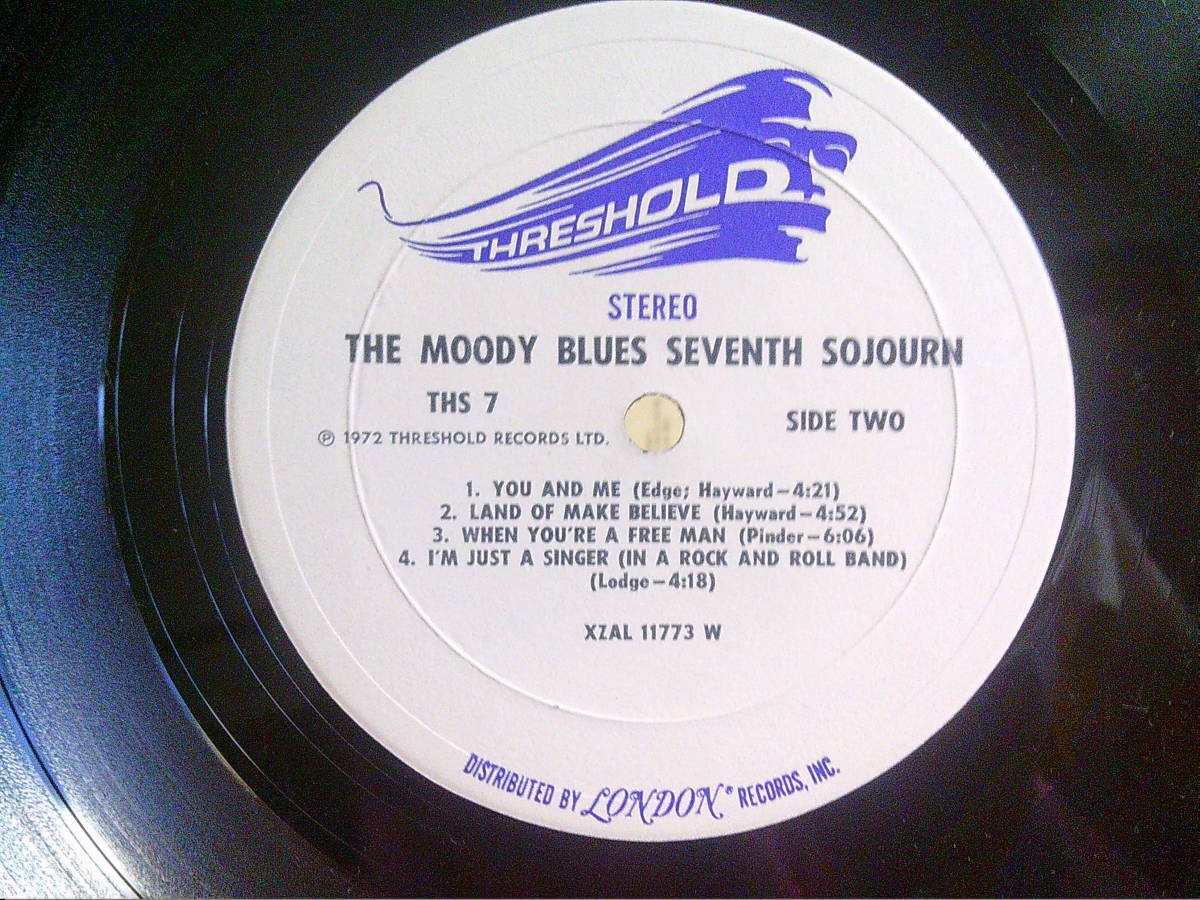 THRESHOLD
STEREO
THE MOODY BLUES SEVENTH SOJOURN
THS 7
SIDE TWO
℗ 1972 THRESHOLD RECORDS LTD.
1. YOU AND ME (Edge; Hayward–4:21)
2. LAND OF MAKE BELIEVE (Hayward–4:52)
3. WHEN YOU'RE A FREE MAN (Pinder–6:06)
4. I'M JUST A SINGER (IN A ROCK AND ROLL BAND)
(Lodge–4:18)
XZAL 11773 W
DISTRIBUTED BY LONDON® RECORDS, INC.